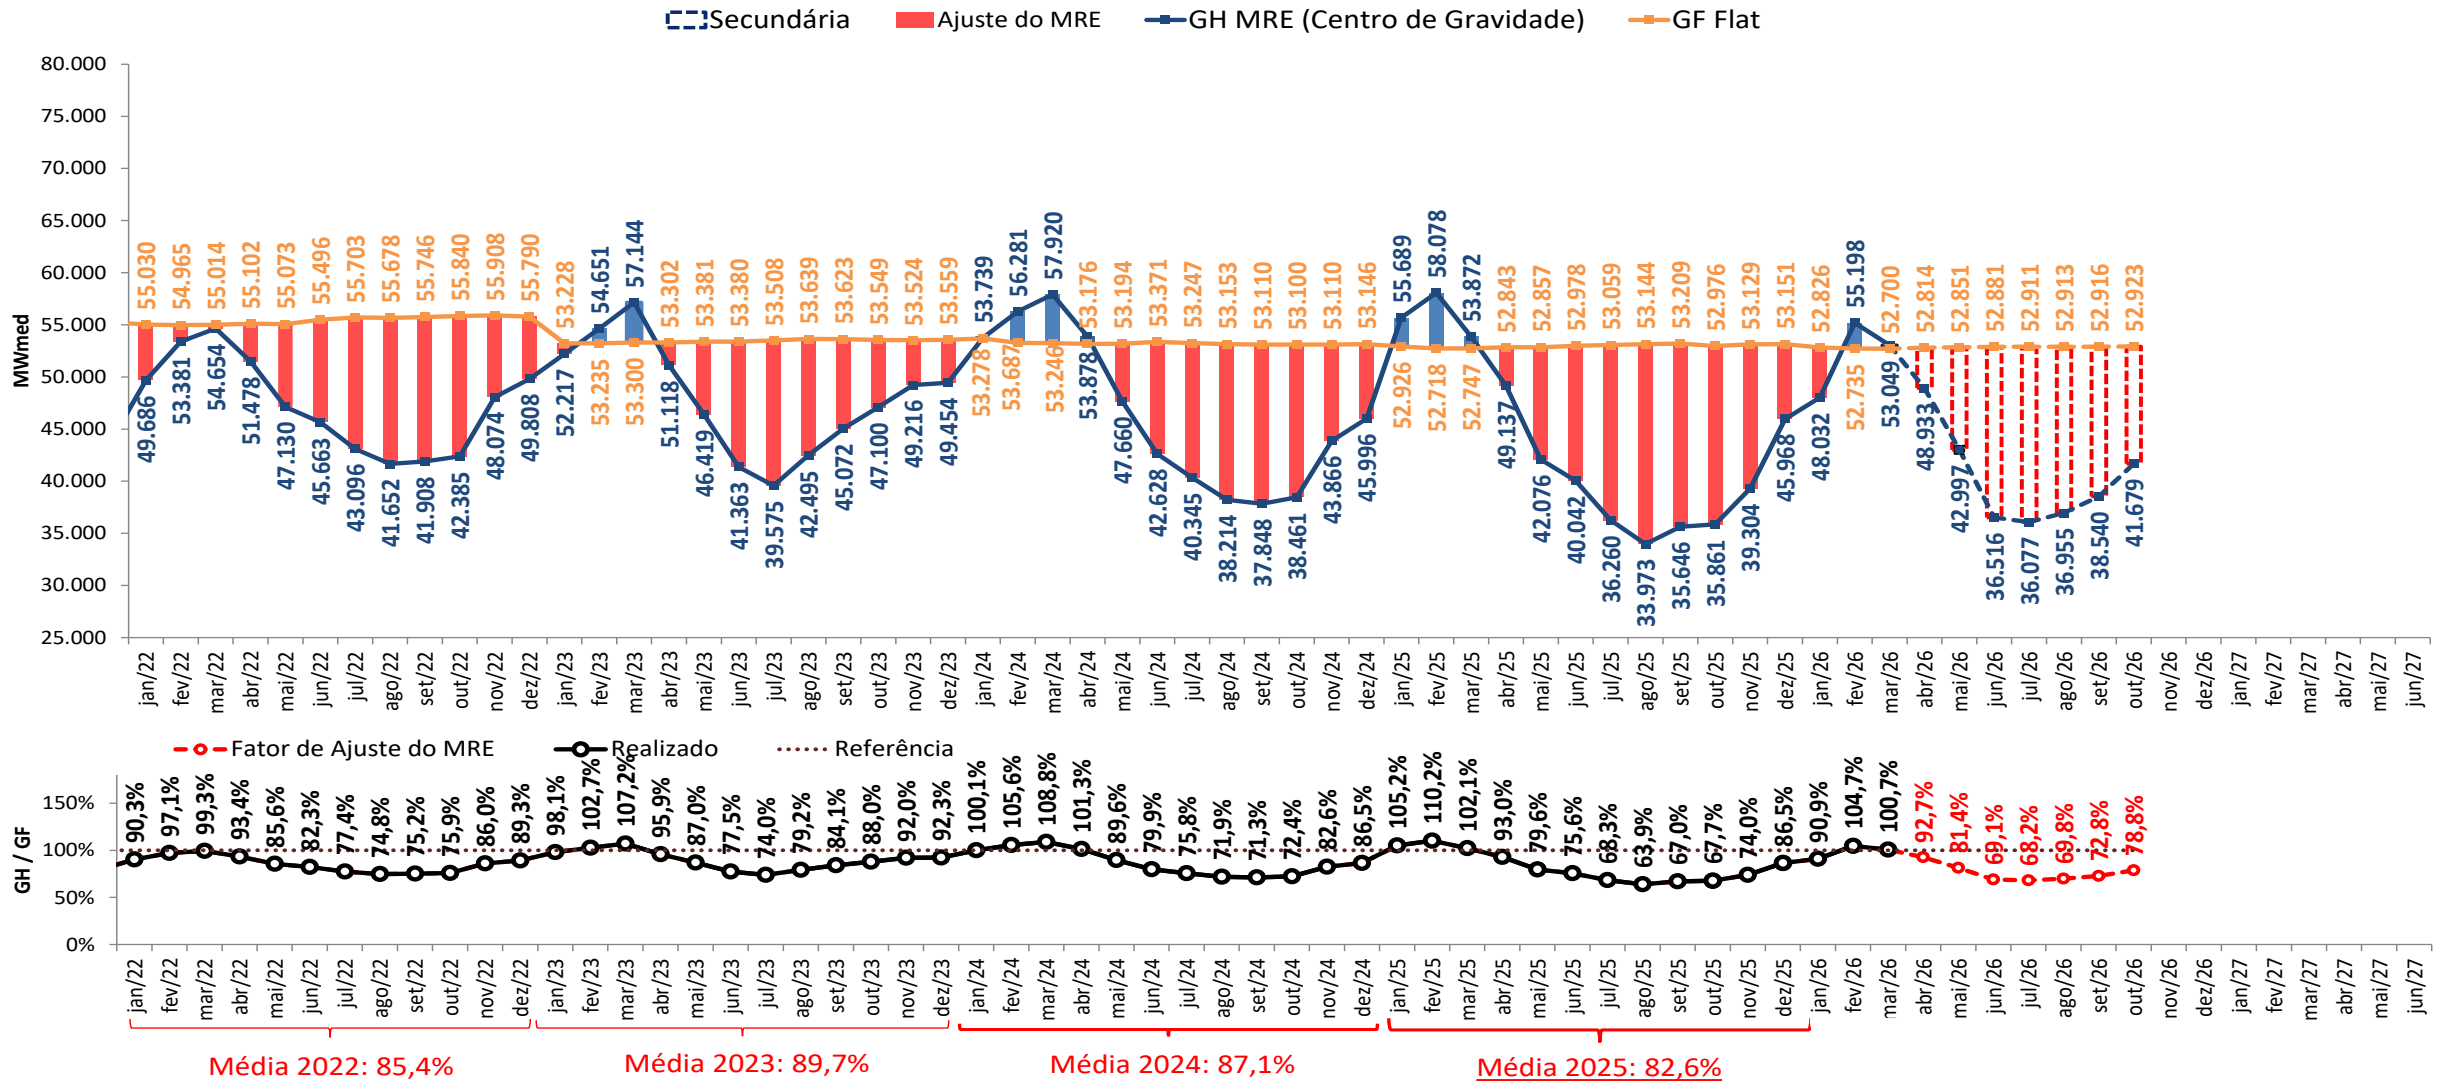 Secundária Ajuste do MRE GH MRE (Centro de Gravidade) GF Flat
MWmed
80.000
75.000
70.000
65.000
60.000
55.000
50.000
45.000
40.000
35.000
30.000
25.000
55.030 54.965 55.014 55.102 55.073 55.496 55.703 55.678 55.746 55.840 55.908 55.790 53.228 53.235 53.300 53.302 53.381 53.380 53.508 53.639 53.623 53.549 53.524 53.559 53.278 53.687 53.246 53.176 53.194 53.371 53.247 53.153 53.110 53.100 53.110 53.146 52.926 52.718 52.747 52.843 52.857 52.978 53.059 53.144 53.209 52.976 53.129 53.151 52.826 52.735 52.700 52.814 52.851 52.881 52.911 52.913 52.916 52.923
49.686 53.381 54.654 51.478 47.130 45.663 43.096 41.652 41.908 42.385 48.074 49.808 52.217 54.651 57.144 51.118 46.419 41.363 39.575 42.495 45.072 47.100 49.216 49.454 53.739 56.281 57.920 53.878 47.660 42.628 40.345 38.214 37.848 38.461 43.866 45.996 55.689 58.078 53.872 49.137 42.076 40.042 36.260 33.973 35.646 35.861 39.304 45.968 48.032 55.198 53.049 48.933 42.997 36.516 36.077 36.955 38.540 41.679
jan/22 fev/22 mar/22 abr/22 mai/22 jun/22 jul/22 ago/22 set/22 out/22 nov/22 dez/22 jan/23 fev/23 mar/23 abr/23 mai/23 jun/23 jul/23 ago/23 set/23 out/23 nov/23 dez/23 jan/24 fev/24 mar/24 abr/24 mai/24 jun/24 jul/24 ago/24 set/24 out/24 nov/24 dez/24 jan/25 fev/25 mar/25 abr/25 mai/25 jun/25 jul/25 ago/25 set/25 out/25 nov/25 dez/25 jan/26 fev/26 mar/26 abr/26 mai/26 jun/26 jul/26 ago/26 set/26 out/26 nov/26 dez/26 jan/27 fev/27 mar/27 abr/27 mai/27 jun/27
Fator de Ajuste do MRE Realizado Referência
GH / GF
150%
100%
50%
0%
90,3% 97,1% 99,3% 93,4% 85,6% 82,3% 77,4% 74,8% 75,2% 75,9% 86,0% 89,3% 98,1% 102,7% 107,2% 95,9% 87,0% 77,5% 74,0% 79,2% 84,1% 88,0% 92,0% 92,3% 100,1% 105,6% 108,8% 101,3% 89,6% 79,9% 75,8% 71,9% 71,3% 72,4% 82,6% 86,5% 105,2% 110,2% 102,1% 93,0% 79,6% 75,6% 68,3% 63,9% 67,0% 67,7% 74,0% 86,5% 90,9% 104,7% 100,7% 92,7% 81,4% 69,1% 68,2% 69,8% 72,8% 78,8%
jan/22 fev/22 mar/22 abr/22 mai/22 jun/22 jul/22 ago/22 set/22 out/22 nov/22 dez/22 jan/23 fev/23 mar/23 abr/23 mai/23 jun/23 jul/23 ago/23 set/23 out/23 nov/23 dez/23 jan/24 fev/24 mar/24 abr/24 mai/24 jun/24 jul/24 ago/24 set/24 out/24 nov/24 dez/24 jan/25 fev/25 mar/25 abr/25 mai/25 jun/25 jul/25 ago/25 set/25 out/25 nov/25 dez/25 jan/26 fev/26 mar/26 abr/26 mai/26 jun/26 jul/26 ago/26 set/26 out/26 nov/26 dez/26 jan/27 fev/27 mar/27 abr/27 mai/27 jun/27
Média 2022: 85,4% Média 2023: 89,7% Média 2024: 87,1% Média 2025: 82,6%